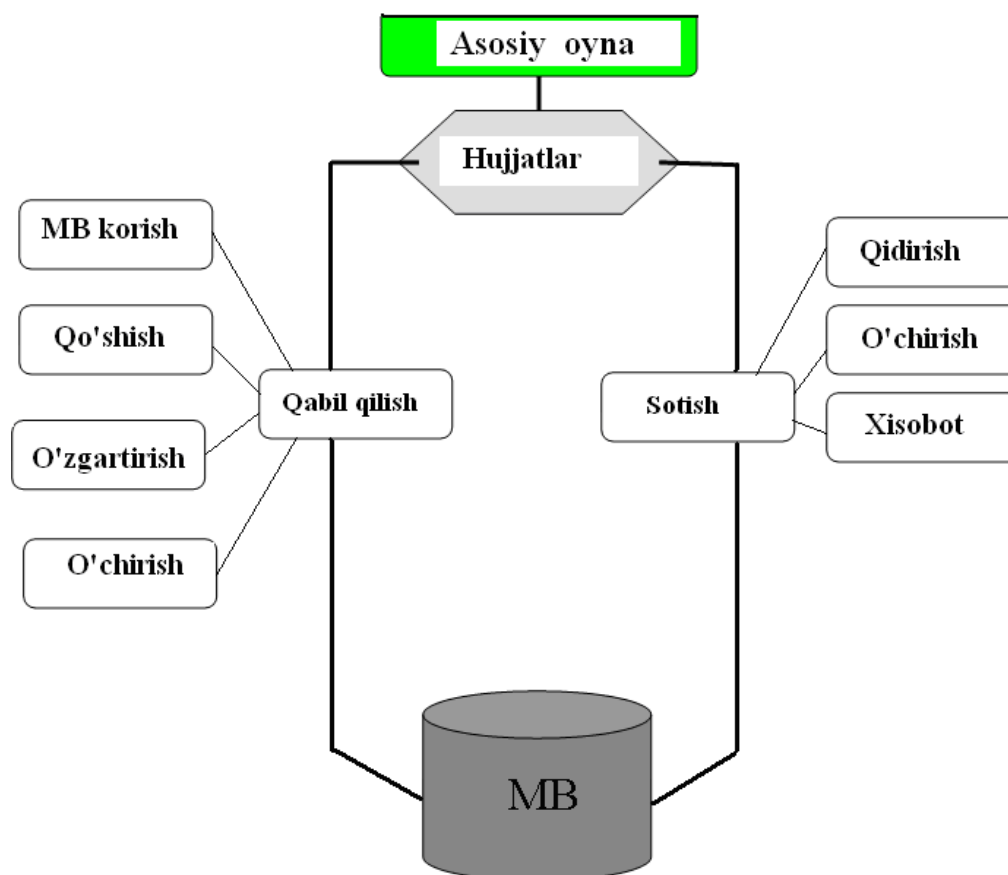 Asosiy oyna
Hujjatlar
MB korish
Qo'shish
O'zgartirish
O'chirish
Qabil qilish
Sotish
Qidirish
O'chirish
Xisobot
MB